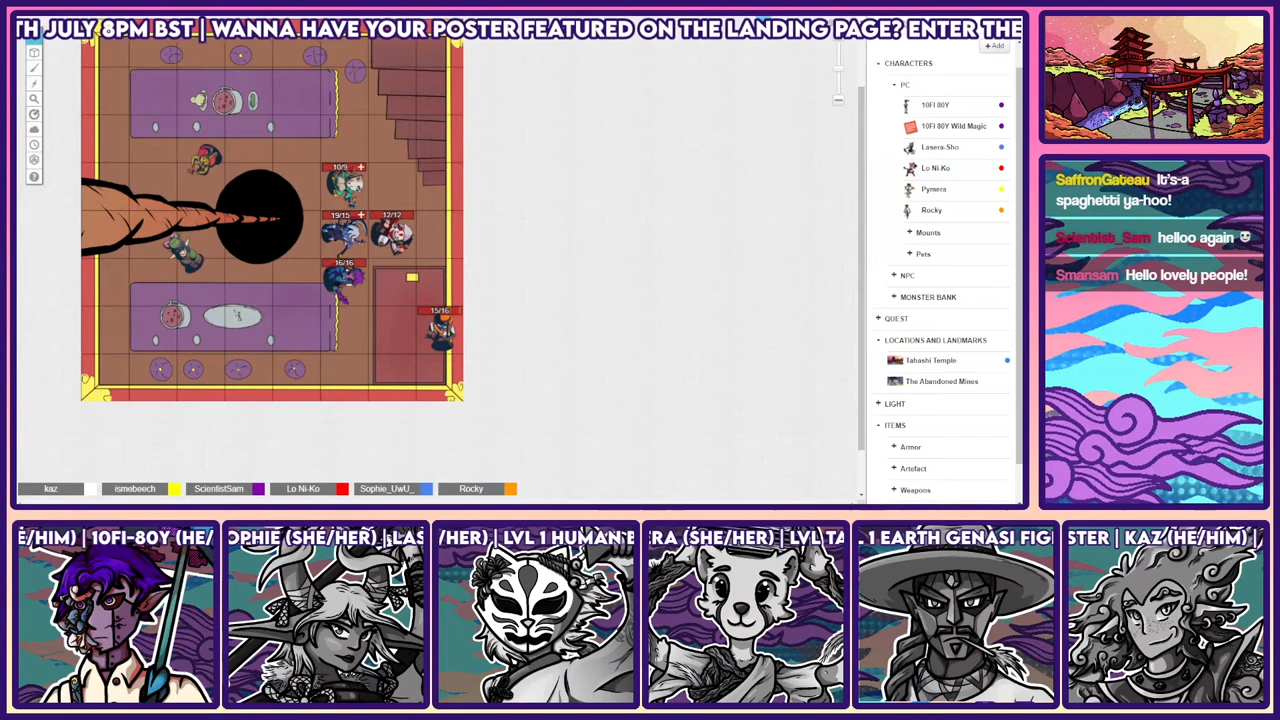 TH JULY 8PM BST | WANNA HAVE YOUR POSTER FEATURED ON THE LANDING PAGE? ENTER THE
+ Add
CHARACTERS
PC
10FI 80Y
10FI 80Y Wild Magic
Lasera-Sho
Lo Ni-Ko
Pymera
Rocky
Mounts
Pets
NPC
MONSTER BANK
QUEST
LOCATIONS AND LANDMARKS
Tahashi Temple
The Abandoned Mines
LIGHT
ITEMS
Armor
Artefact
Weapons
10/9
19/15
12/12
16/16
15/16
SaffronGateau It's-a
spaghetti ya-hoo!
Scientist_Sam helloo again
Smansam Hello lovely people!
kaz
ismebeech
ScientistSam
Lo Ni-Ko
Sophie_UwU_
Rocky
E/HIM) | 10FI-80Y (HE/
OPHIE (SHE/HER) | LAS
/HER) | LVL 1 HUMAN B
ERA (SHE/HER) | LVL TA
L 1 EARTH GENASI FIGH
STER | KAZ (HE/HIM) |